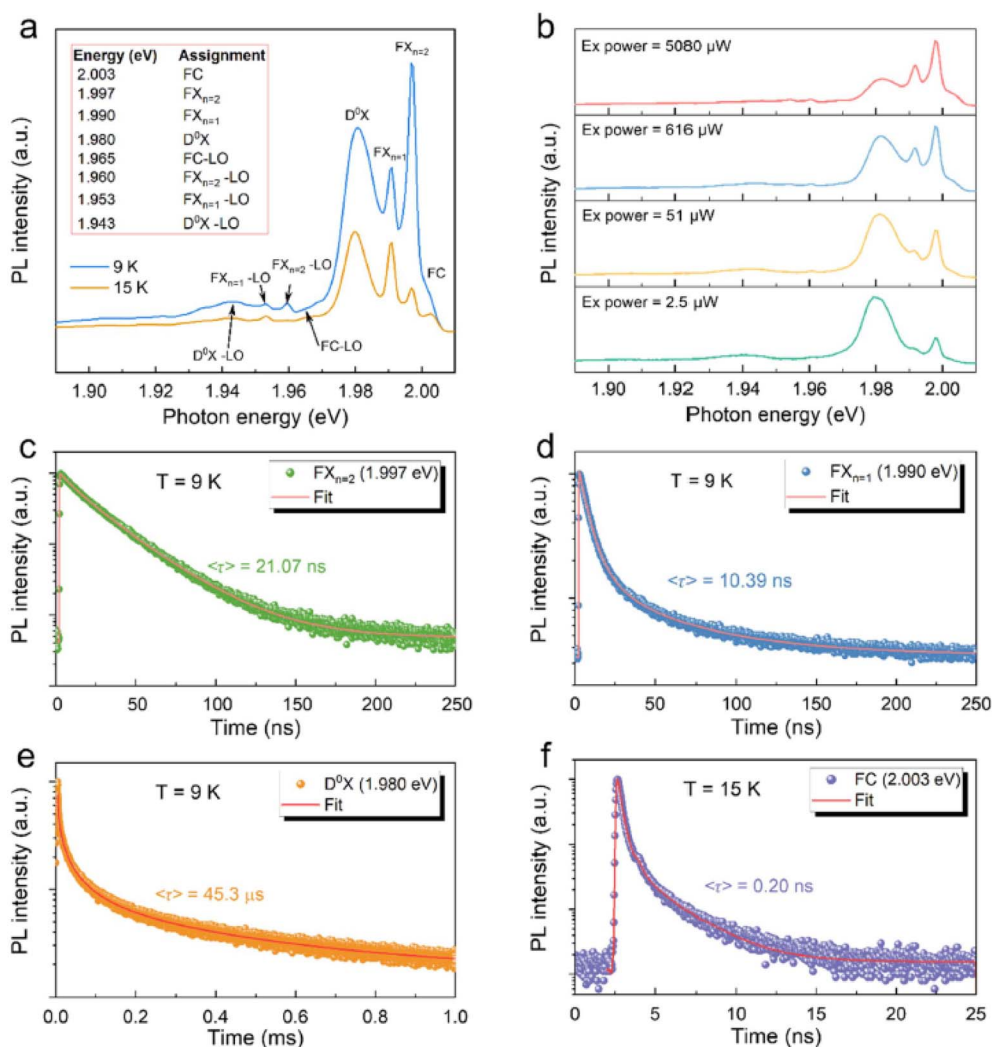 a
Energy (eV) Assignment
2.003 FC
1.997 FXₙ₌₂
1.990 FXₙ₌₁
1.980 D⁰X
1.965 FC-LO
1.960 FXₙ₌₂ -LO
1.953 FXₙ₌₁ -LO
1.943 D⁰X -LO
FXₙ₌₂
D⁰X
FXₙ₌₁
FC
9 K
15 K
FXₙ₌₁ -LO
FXₙ₌₂ -LO
D⁰X -LO
FC-LO
PL intensity (a.u.)
1.90 1.92 1.94 1.96 1.98 2.00
Photon energy (eV)
b
Ex power = 5080 μW
Ex power = 616 μW
Ex power = 51 μW
Ex power = 2.5 μW
PL intensity (a.u.)
1.90 1.92 1.94 1.96 1.98 2.00
Photon energy (eV)
c
T = 9 K
FXₙ₌₂ (1.997 eV)
Fit
<τ> = 21.07 ns
PL intensity (a.u.)
0 50 100 150 200 250
Time (ns)
d
T = 9 K
FXₙ₌₁ (1.990 eV)
Fit
<τ> = 10.39 ns
PL intensity (a.u.)
0 50 100 150 200 250
Time (ns)
e
T = 9 K
D⁰X (1.980 eV)
Fit
<τ> = 45.3 μs
PL intensity (a.u.)
0.0 0.2 0.4 0.6 0.8 1.0
Time (ms)
f
T = 15 K
FC (2.003 eV)
Fit
<τ> = 0.20 ns
PL intensity (a.u.)
0 5 10 15 20 25
Time (ns)